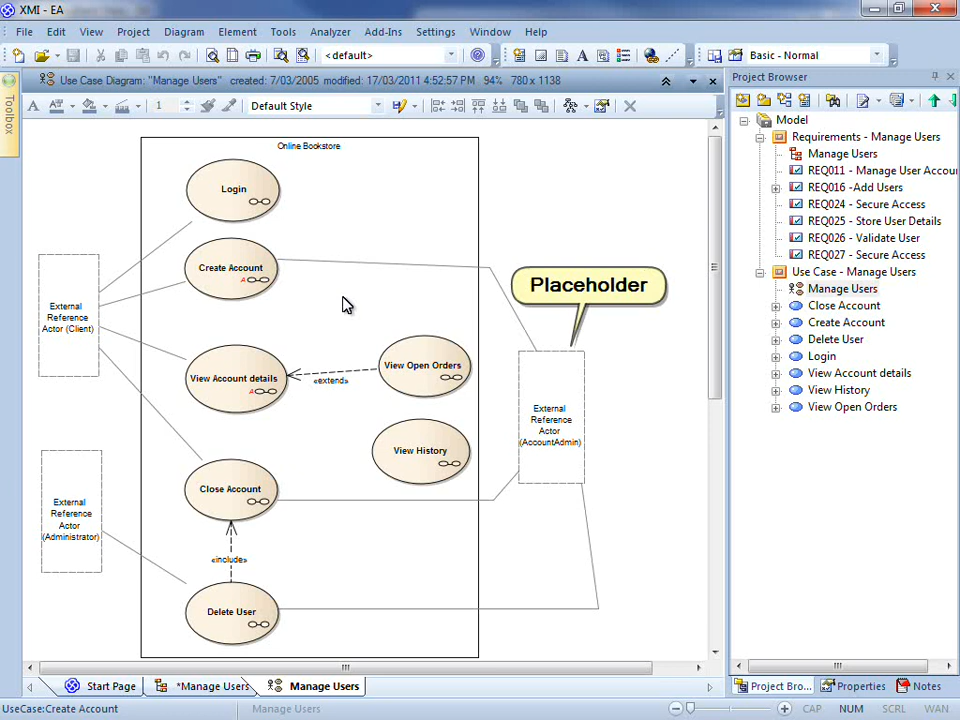 XMI - EA
File Edit View Project Diagram Element Tools Analyzer Add-Ins Settings Window Help
<default>
Basic - Normal
Use Case Diagram: "Manage Users" created: 7/03/2005 modified: 17/03/2011 4:52:57 PM 94% 780 x 1138
Project Browser
Toolbox
1
Default Style
Online Bookstore
Login
Create Account
External
Reference
Actor (Client)
View Account details
«extend»
View Open Orders
View History
Placeholder
External
Reference
Actor
(AccountAdmin)
Close Account
External
Reference
Actor
(Administrator)
«include»
Delete User
Model
Requirements - Manage Users
Manage Users
REQ011 - Manage User Accou
REQ016 -Add Users
REQ024 - Secure Access
REQ025 - Store User Details
REQ026 - Validate User
REQ027 - Secure Access
Use Case - Manage Users
Manage Users
Close Account
Create Account
Delete User
Login
View Account details
View History
View Open Orders
Start Page
*Manage Users
Manage Users
Project Bro...
Properties
Notes
UseCase:Create Account
Manage Users
CAP NUM SCRL WAN